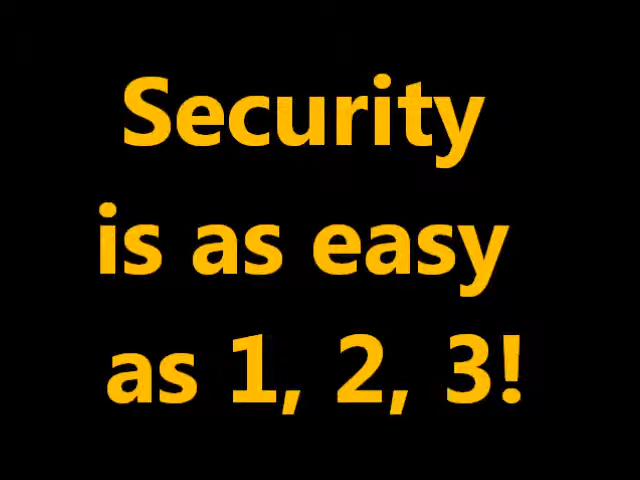 Security
is as easy
as 1, 2, 3!